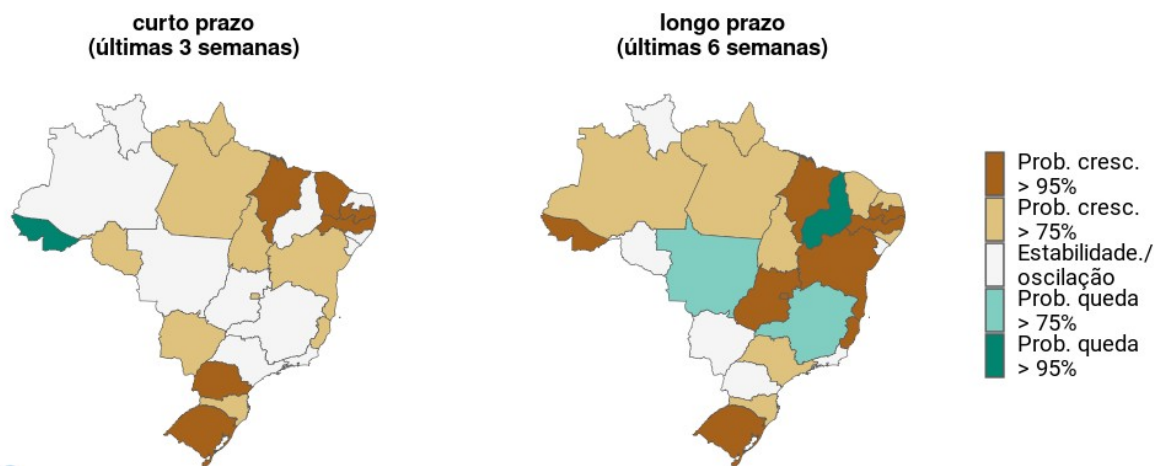 curto prazo
(últimas 3 semanas)
longo prazo
(últimas 6 semanas)
Prob. cresc.
> 95%
Prob. cresc.
> 75%
Estabilidade./
oscilação
Prob. queda
> 75%
Prob. queda
> 95%